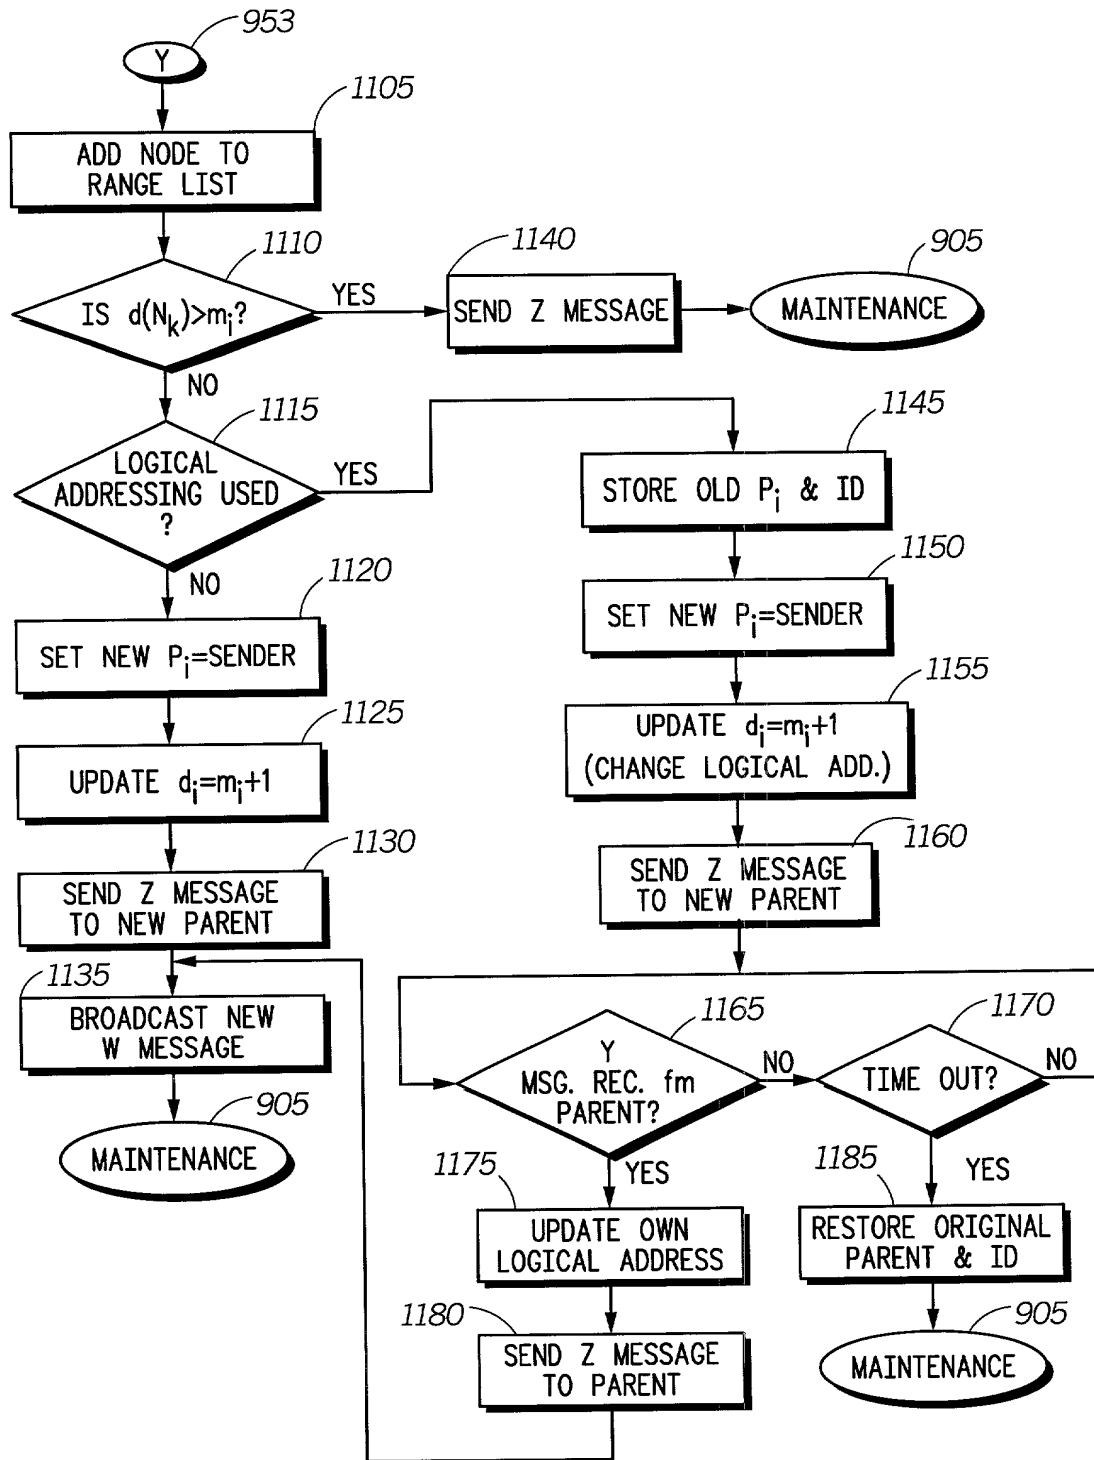 953
Y
1105
ADD NODE TO
RANGE LIST
1110
IS d(Nk)>mi?
YES
1140
SEND Z MESSAGE
905
MAINTENANCE
NO
1115
LOGICAL
ADDRESSING USED
?
YES
1145
STORE OLD Pi & ID
NO
1120
SET NEW Pi=SENDER
1150
SET NEW Pi=SENDER
1125
UPDATE di=mi+1
1155
UPDATE di=mi+1
(CHANGE LOGICAL ADD.)
1130
SEND Z MESSAGE
TO NEW PARENT
1160
SEND Z MESSAGE
TO NEW PARENT
1135
BROADCAST NEW
W MESSAGE
905
MAINTENANCE
1165
Y
MSG. REC. fm
PARENT?
NO
1170
TIME OUT?
NO
YES
1175
UPDATE OWN
LOGICAL ADDRESS
YES
1185
RESTORE ORIGINAL
PARENT & ID
1180
SEND Z MESSAGE
TO PARENT
905
MAINTENANCE